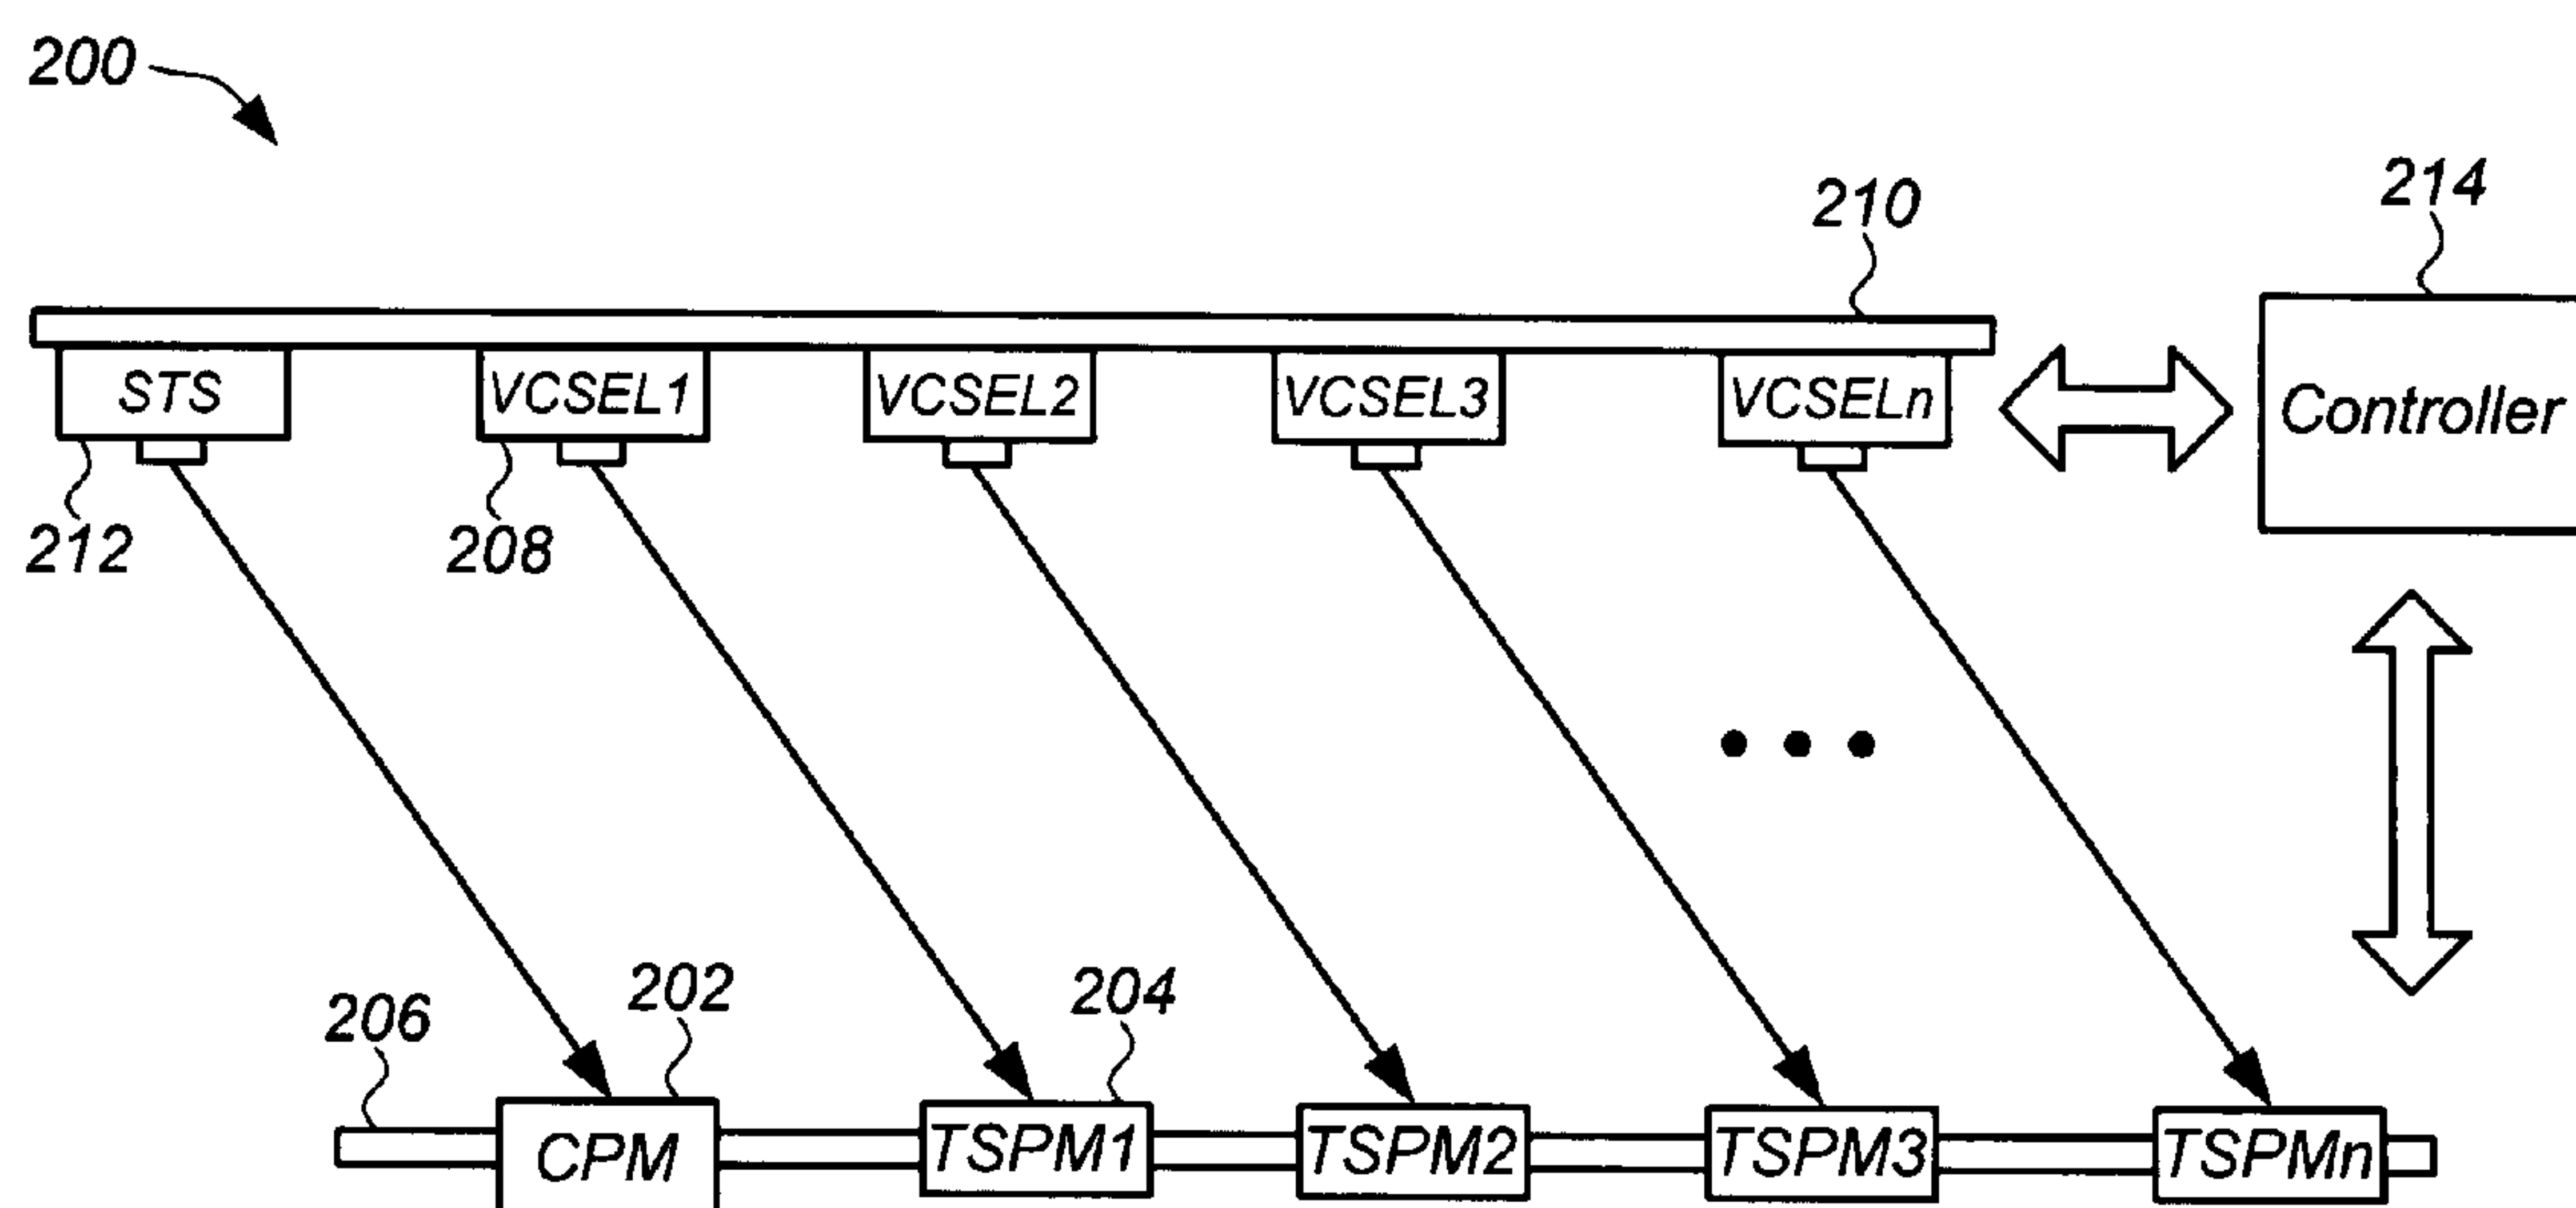 200
210
214
STS
VCSEL1
VCSEL2
VCSEL3
VCSELn
Controller
212
208
206
202
204
CPM
TSPM1
TSPM2
TSPM3
TSPMn